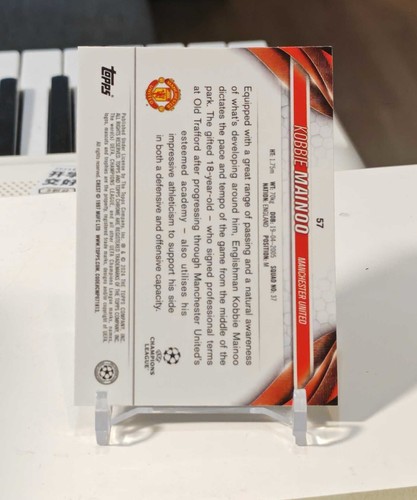 57
KOBBIE MAINOO
MANCHESTER UNITED
HT: 1.75m WT: 70kg DOB: 19-04-2005 SQUAD NO: 37
NATION: ENGLAND POSITION: M
Equipped with a great range of passing and a natural awareness
of what's developing around him, Englishman Kobbie Mainoo
dictates the pace and tempo of the game from the middle of the
park. The gifted 18-year-old – who signed professional terms
at Old Trafford after progressing through Manchester United's
esteemed academy – also utilises his
impressive athleticism to support his side
in both a defensive and offensive capacity.
CHAMPIONS
LEAGUE
topps